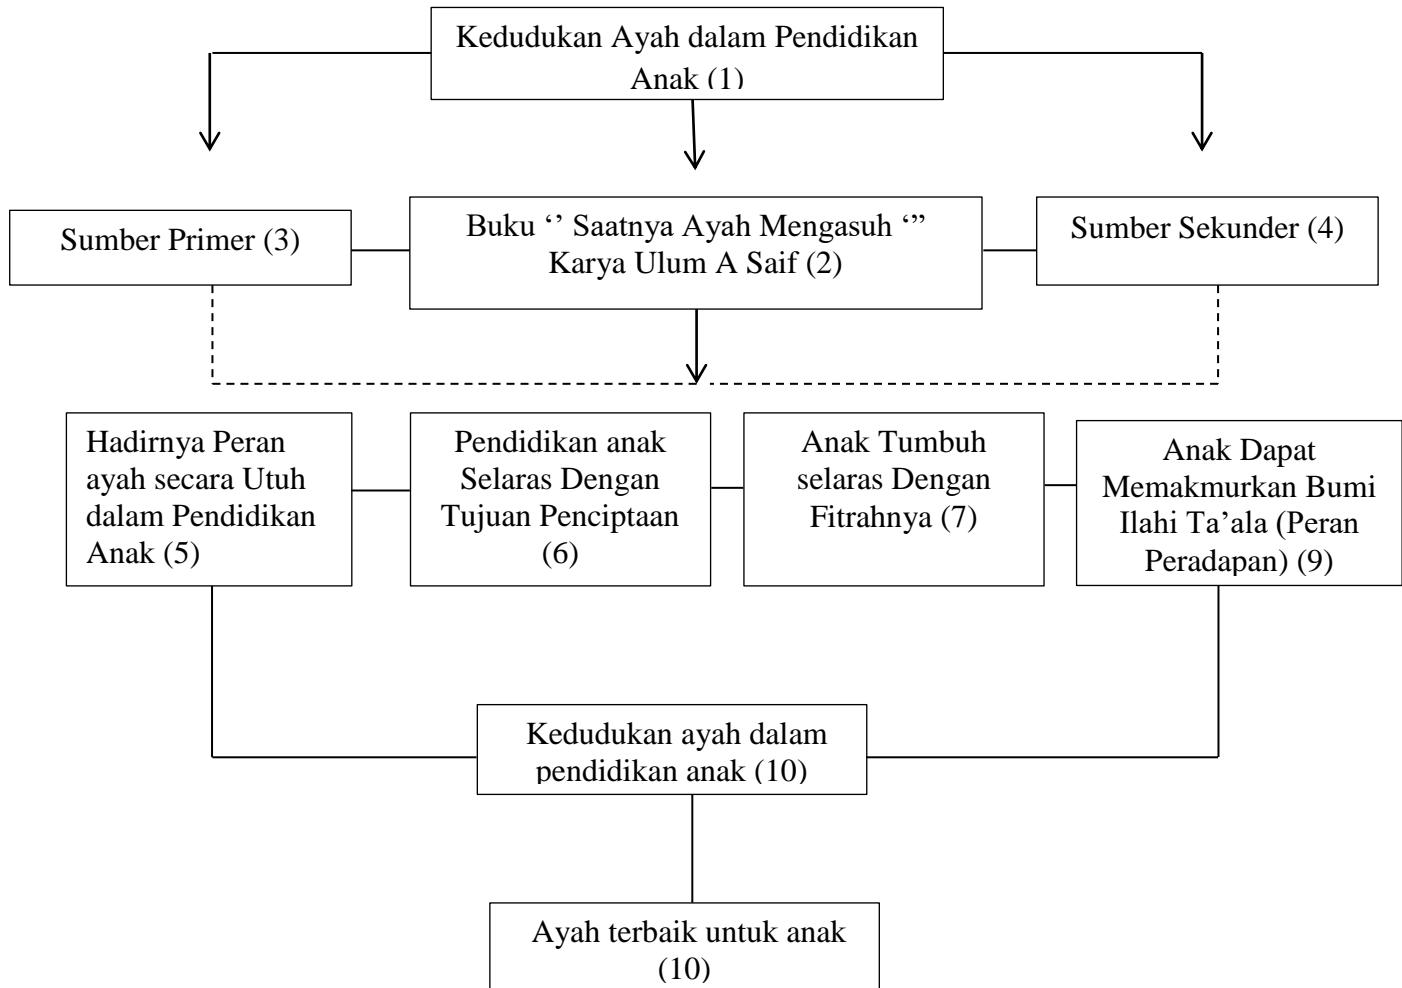 Kedudukan Ayah dalam Pendidikan
Anak (1)
Sumber Primer (3)
Buku ‘’ Saatnya Ayah Mengasuh ‘”
Karya Ulum A Saif (2)
Sumber Sekunder (4)
Hadirnya Peran
ayah secara Utuh
dalam Pendidikan
Anak (5)
Pendidikan anak
Selaras Dengan
Tujuan Penciptaan
(6)
Anak Tumbuh
selaras Dengan
Fitrahnya (7)
Anak Dapat
Memakmurkan Bumi
Ilahi Ta’ala (Peran
Peradapan) (9)
Kedudukan ayah dalam
pendidikan anak (10)
Ayah terbaik untuk anak
(10)